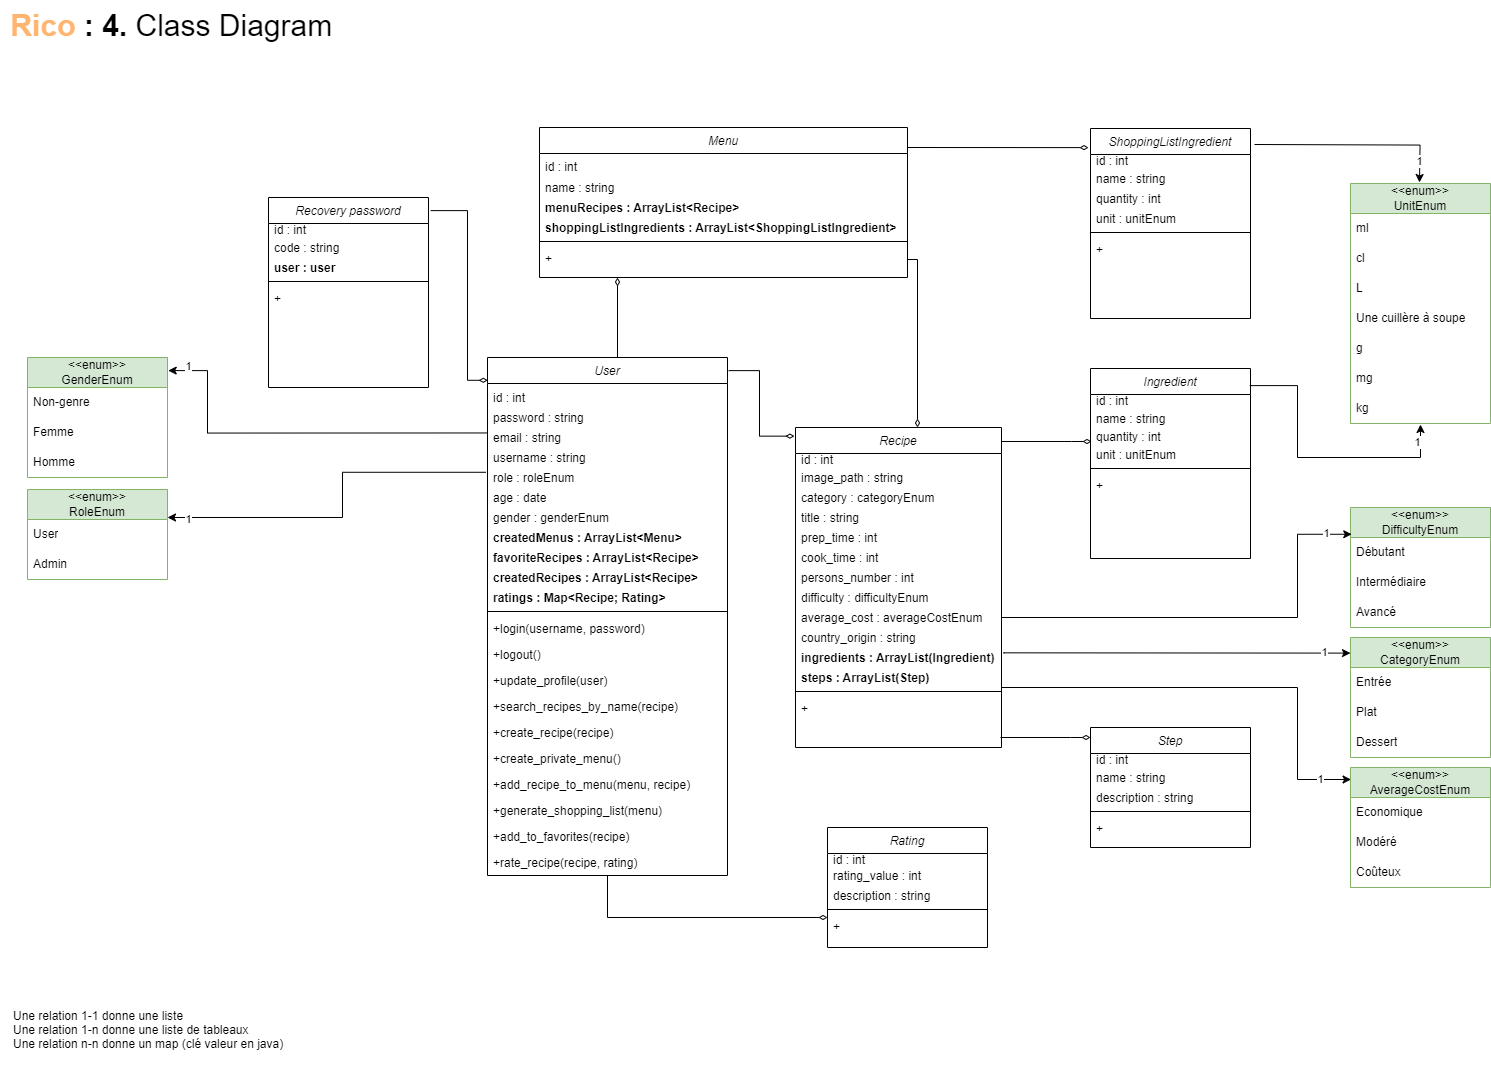 Rico : 4. Class Diagram
Menu
id : int
name : string
menuRecipes : ArrayList<Recipe>
shoppingListIngredients : ArrayList<ShoppingListIngredient>
+
ShoppingListIngredient
id : int
name : string
quantity : int
unit : unitEnum
+
1
<<enum>>
UnitEnum
ml
cl
L
Une cuillère à soupe
g
mg
kg
1
Recovery password
id : int
code : string
user : user
+
<<enum>>
GenderEnum
Non-genre
Femme
Homme
1
<<enum>>
RoleEnum
User
Admin
1
User
id : int
password : string
email : string
username : string
role : roleEnum
age : date
gender : genderEnum
createdMenus : ArrayList<Menu>
favoriteRecipes : ArrayList<Recipe>
createdRecipes : ArrayList<Recipe>
ratings : Map<Recipe; Rating>
+login(username, password)
+logout()
+update_profile(user)
+search_recipes_by_name(recipe)
+create_recipe(recipe)
+create_private_menu()
+add_recipe_to_menu(menu, recipe)
+generate_shopping_list(menu)
+add_to_favorites(recipe)
+rate_recipe(recipe, rating)
Recipe
id : int
image_path : string
category : categoryEnum
title : string
prep_time : int
cook_time : int
persons_number : int
difficulty : difficultyEnum
average_cost : averageCostEnum
country_origin : string
ingredients : ArrayList(Ingredient)
steps : ArrayList(Step)
+
Ingredient
id : int
name : string
quantity : int
unit : unitEnum
+
1
<<enum>>
DifficultyEnum
Débutant
Intermédiaire
Avancé
1
<<enum>>
CategoryEnum
Entrée
Plat
Dessert
1
<<enum>>
AverageCostEnum
Economique
Modéré
Coûteux
Step
id : int
name : string
description : string
+
Rating
id : int
rating_value : int
description : string
+
Une relation 1-1 donne une liste
Une relation 1-n donne une liste de tableaux
Une relation n-n donne un map (clé valeur en java)